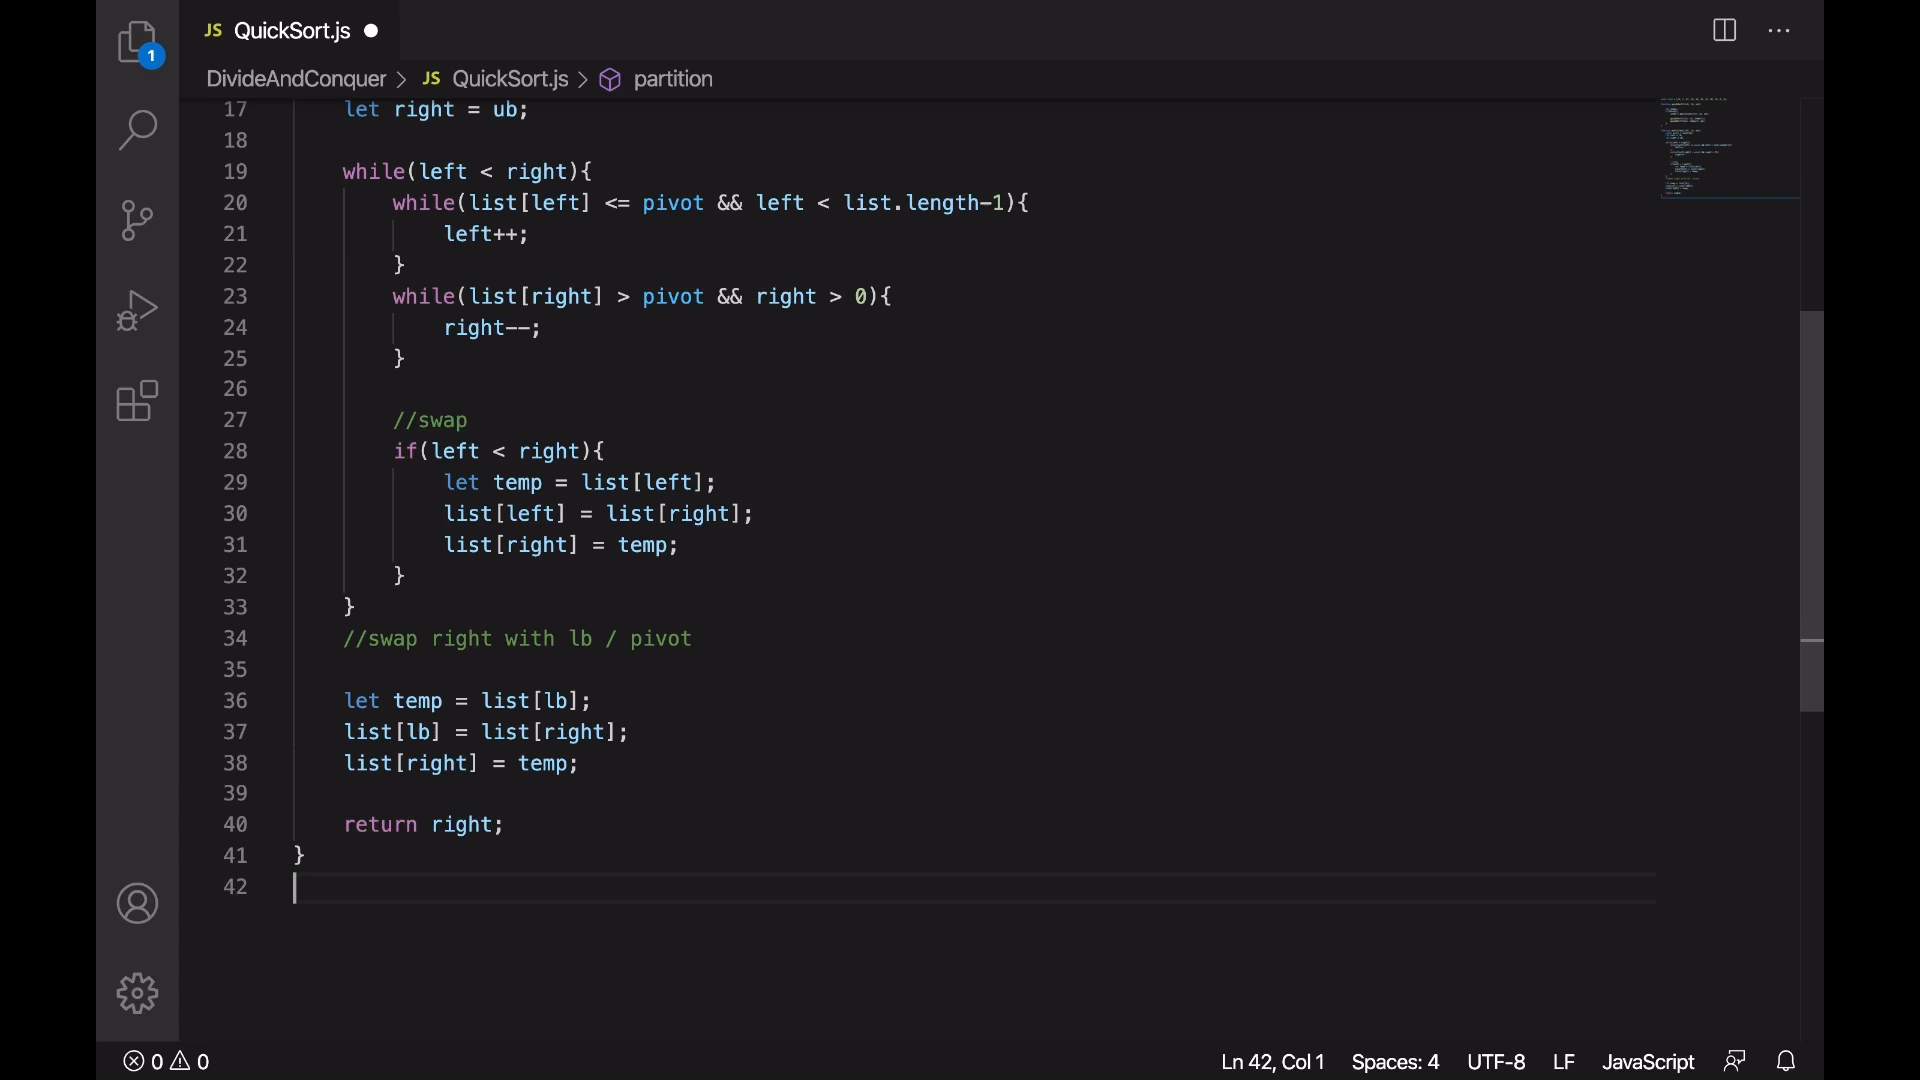 JS QuickSort.js
1
DivideAndConquer > JS QuickSort.js > partition
17 let right = ub;
18
19 while(left < right){
20 while(list[left] <= pivot && left < list.length-1){
21 left++;
22 }
23 while(list[right] > pivot && right > 0){
24 right--;
25 }
26
27 //swap
28 if(left < right){
29 let temp = list[left];
30 list[left] = list[right];
31 list[right] = temp;
32 }
33 }
34 //swap right with lb / pivot
35
36 let temp = list[lb];
37 list[lb] = list[right];
38 list[right] = temp;
39
40 return right;
41 }
42
0 0 Ln 42, Col 1 Spaces: 4 UTF-8 LF JavaScript